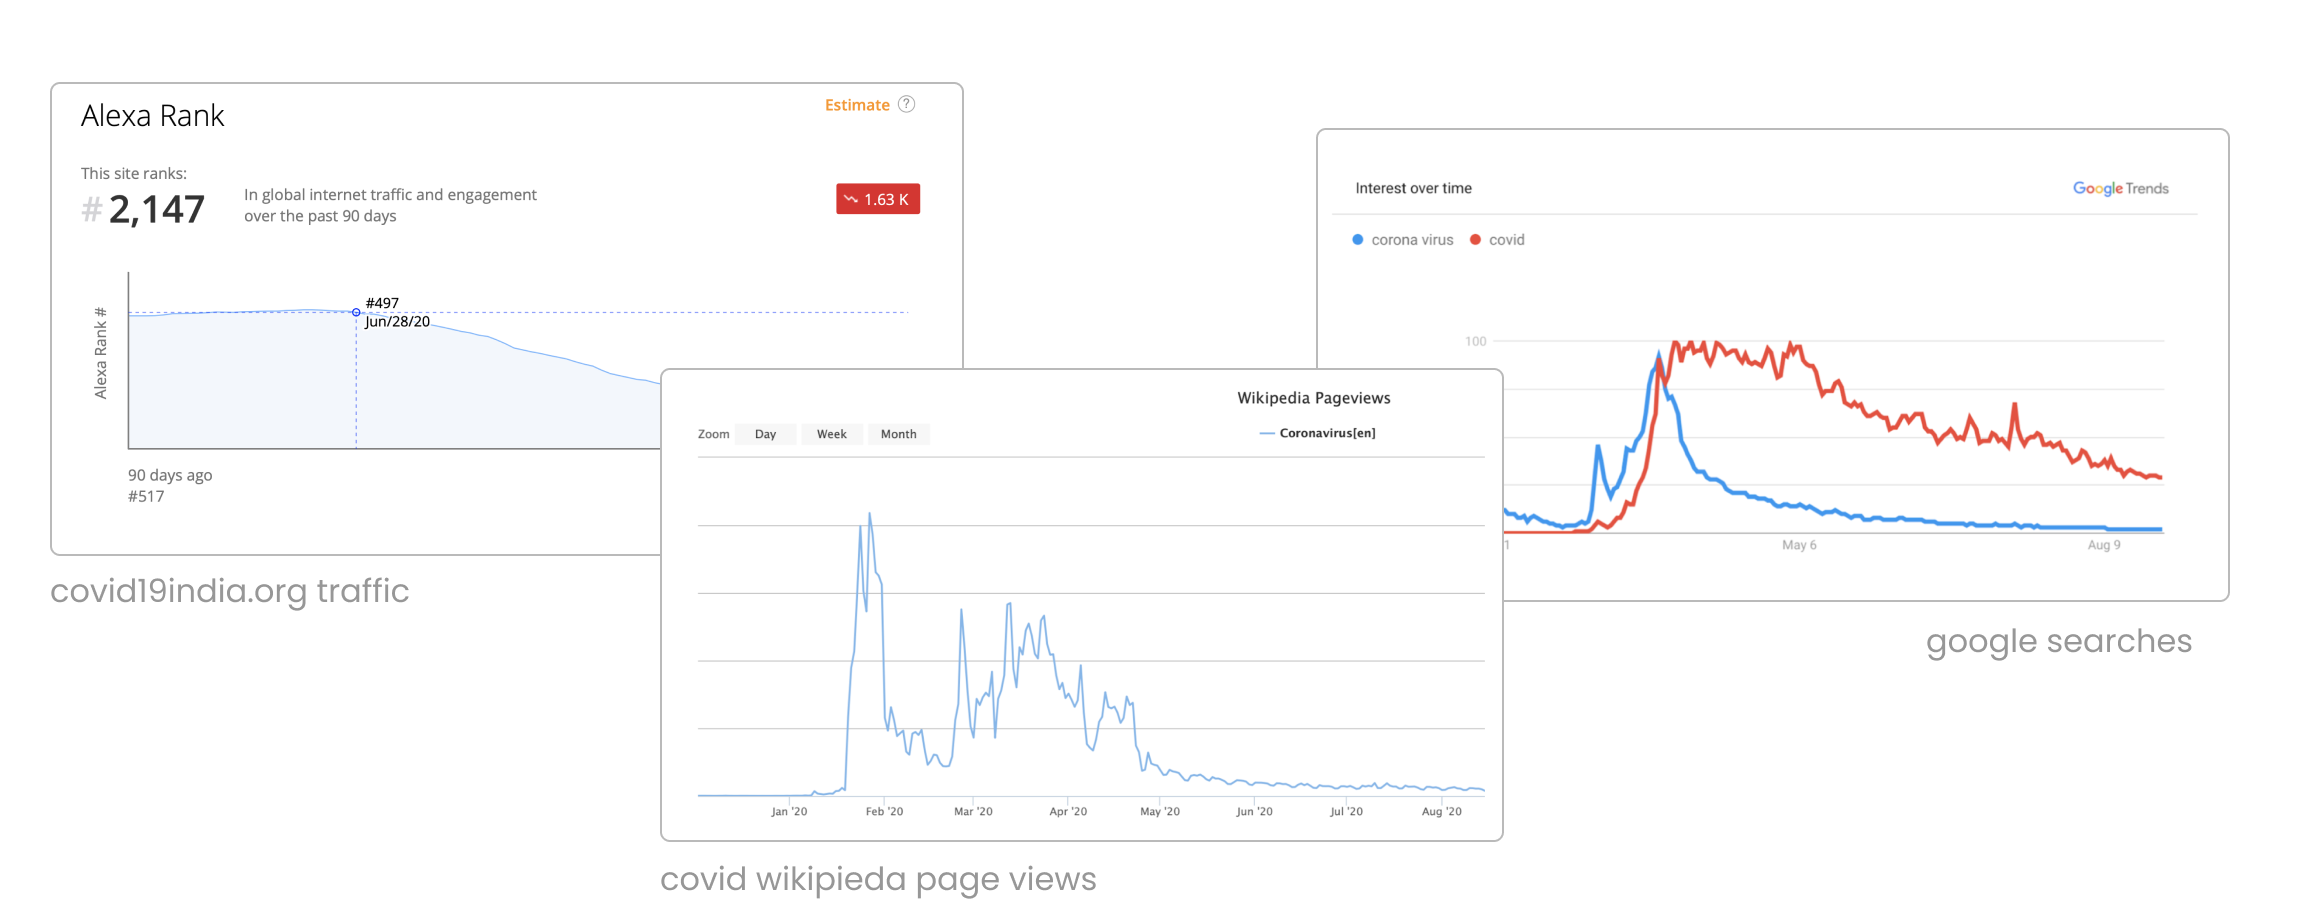 Alexa Rank
Estimate ?
This site ranks:
# 2,147
In global internet traffic and engagement
over the past 90 days
1.63 K
Alexa Rank #
#497
Jun/28/20
90 days ago
#517
covid19india.org traffic
Wikipedia Pageviews
Zoom Day Week Month
Coronavirus[en]
Jan '20 Feb '20 Mar '20 Apr '20 May '20 Jun '20 Jul '20 Aug '20
covid wikipieda page views
Interest over time
Google Trends
corona virus covid
100
1 May 6 Aug 9
google searches